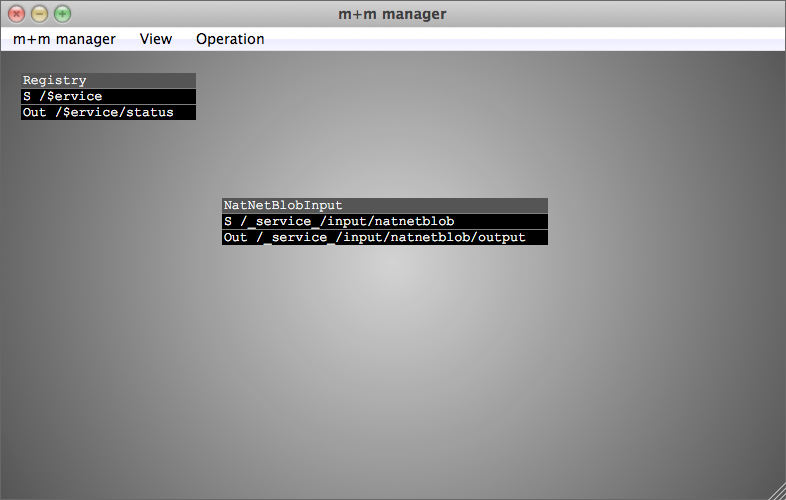 m+m manager
m+m manager View Operation
Registry
S /$ervice
Out /$ervice/status
NatNetBlobInput
S /_service_/input/natnetblob
Out /_service_/input/natnetblob/output